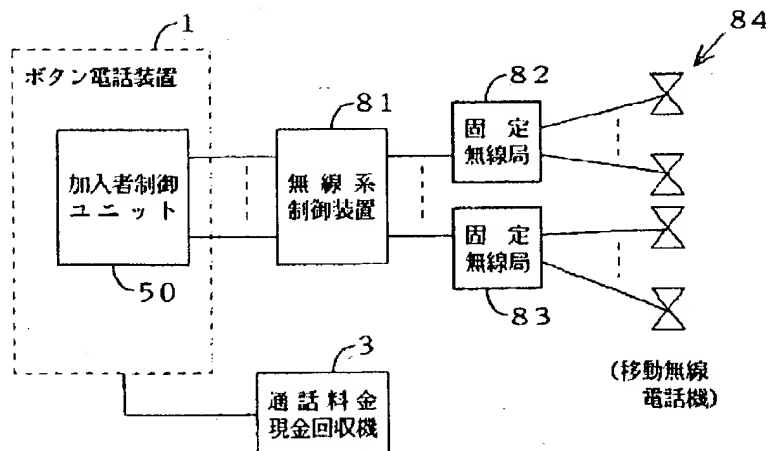 1
ボタン電話装置
加入者制御
ユニット
50
81
無線系
制御装置
82
固定
無線局
固定
無線局
83
84
(移動無線
電話機)
3
通話料金
現金回収機